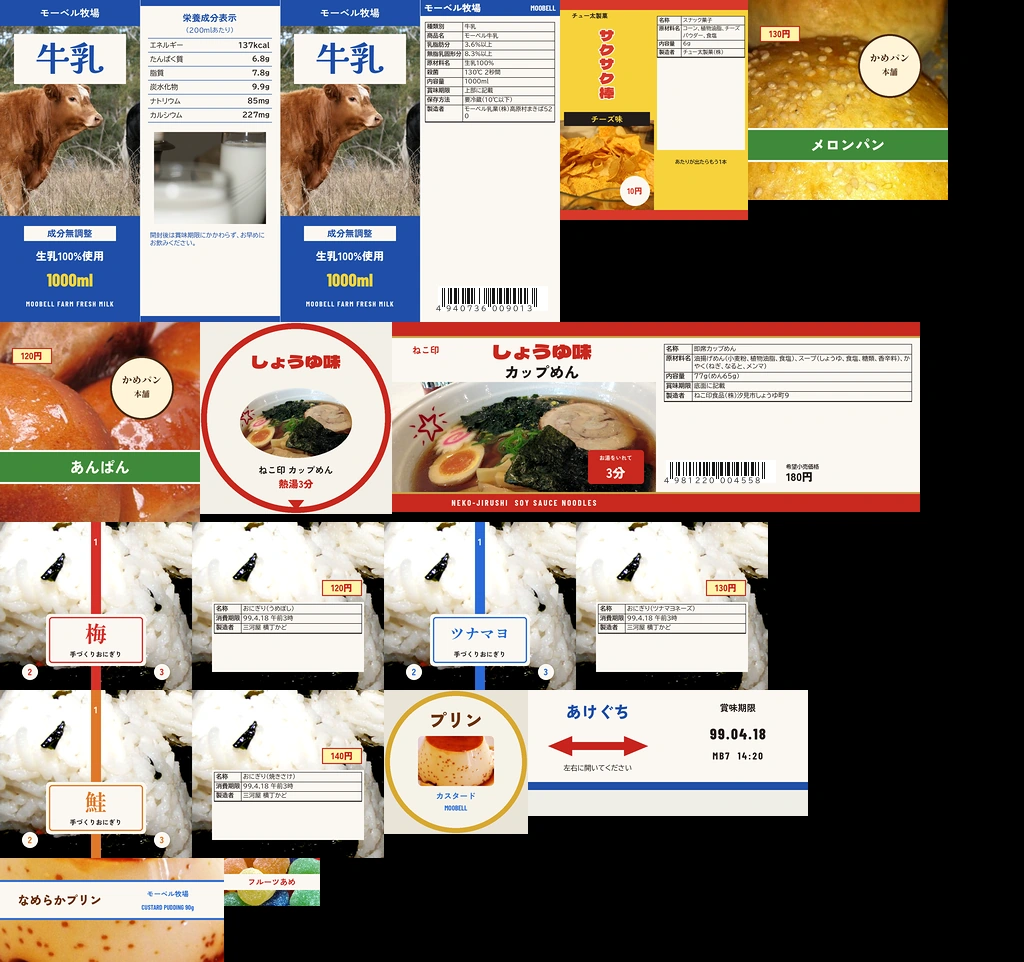 モーベル牧場
牛乳
成分無調整
生乳100%使用
1000ml
MOOBELL FARM FRESH MILK
栄養成分表示
(200mlあたり)
エネルギー 137kcal
たんぱく質 6.8g
脂質 7.8g
炭水化物 9.9g
ナトリウム 85mg
カルシウム 227mg
開封後は賞味期限にかかわらず、お早めに
お飲みください。
モーベル牧場
牛乳
成分無調整
生乳100%使用
1000ml
MOOBELL FARM FRESH MILK
モーベル牧場 MOOBELL
種類別 牛乳
商品名 モーベル牛乳
乳脂肪分 3.6%以上
無脂乳固形分 8.3%以上
原材料名 生乳100%
殺菌 130℃ 2秒間
内容量 1000ml
賞味期限 上部に記載
保存方法 要冷蔵(10℃以下)
製造者 モーベル乳業(株)高原村まきば52
0
4940736009013
チュー太製菓
サクサク棒
チーズ味
10円
名称 スナック菓子
原材料名 コーン、植物油脂、チーズ
パウダー、食塩
内容量 6g
製造者 チュー太製菓(株)
あたりが出たらもう1本
130円
かめパン
本舗
メロンパン
120円
かめパン
本舗
あんぱん
しょうゆ味
ねこ印 カップめん
熱湯3分
ねこ印
しょうゆ味
カップめん
お湯をいれて
3分
NEKO-JIRUSHI SOY SAUCE NOODLES
名称 即席カップめん
原材料名 油揚げめん(小麦粉、植物油脂、食塩)、スープ(しょうゆ、食塩、糖類、香辛料)、か
やく(ねぎ、なると、メンマ)
内容量 77g(めん65g)
賞味期限 底面に記載
製造者 ねこ印食品(株)汐見市しょうゆ町9
4981220004558
希望小売価格
180円
1
梅
手づくりおにぎり
2
3
120円
名称 おにぎり(うめぼし)
消費期限 99.4.18 午前3時
製造者 三河屋 横丁かど
1
ツナマヨ
手づくりおにぎり
2
3
130円
名称 おにぎり(ツナマヨネーズ)
消費期限 99.4.18 午前3時
製造者 三河屋 横丁かど
1
鮭
手づくりおにぎり
2
3
140円
名称 おにぎり(焼きさけ)
消費期限 99.4.18 午前3時
製造者 三河屋 横丁かど
プリン
カスタード
MOOBELL
あけぐち
左右に開いてください
賞味期限
99.04.18
MB7 14:20
なめらかプリン
モーベル牧場
CUSTARD PUDDING 90g
フルーツあめ